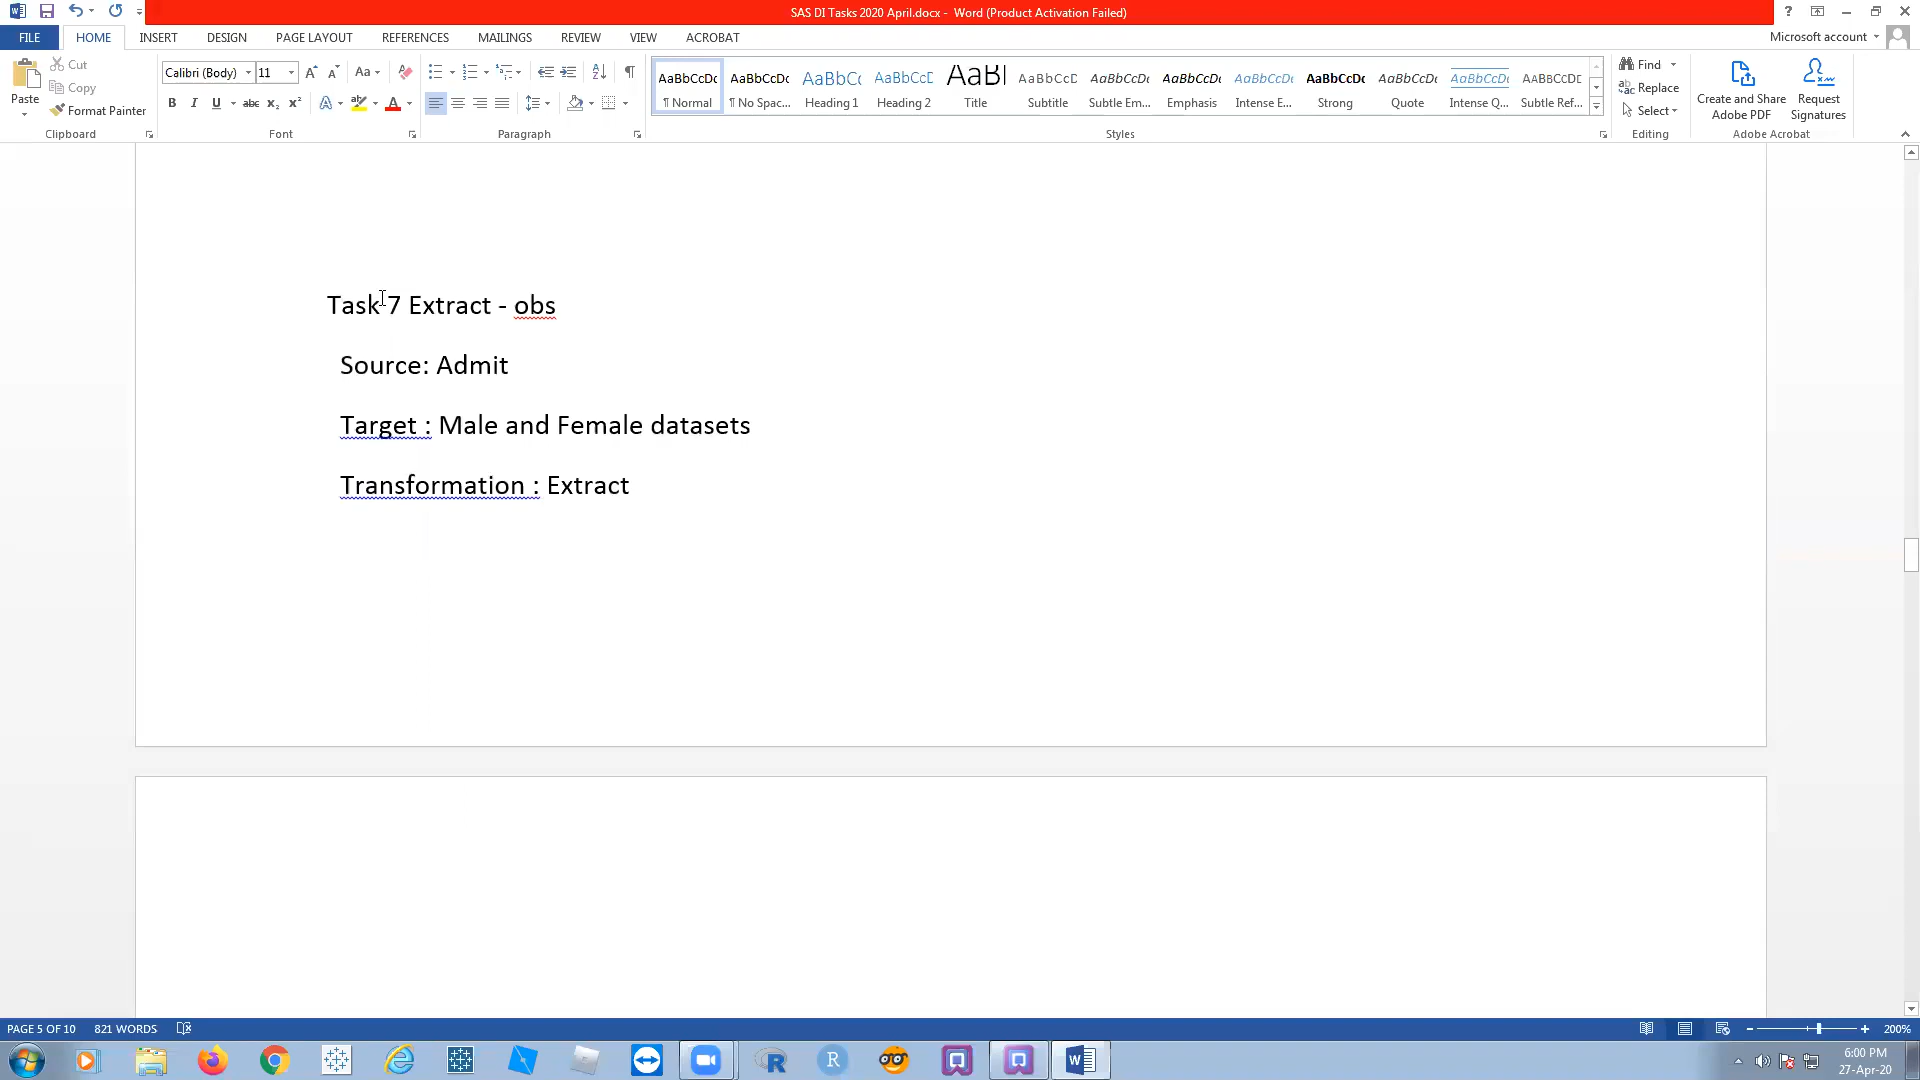 SAS DI Tasks 2020 April.docx - Word (Product Activation Failed)
FILE HOME INSERT DESIGN PAGE LAYOUT REFERENCES MAILINGS REVIEW VIEW ACROBAT
Microsoft account
Paste
Cut
Copy
Format Painter
Clipboard
Calibri (Body) 11
Font
Paragraph
AaBbCcDc AaBbCcDc AaBbCc AaBbCcD AaBl AaBbCcD AaBbCcDc AaBbCcDc AaBbCcDc AaBbCcDc AaBbCcDc AaBbCcDc AABBCCDE
¶ Normal ¶ No Spac... Heading 1 Heading 2 Title Subtitle Subtle Em... Emphasis Intense E... Strong Quote Intense Q... Subtle Ref...
Styles
Find
Replace
Select
Editing
Create and Share
Adobe PDF
Request
Signatures
Adobe Acrobat
Task 7 Extract - obs
Source: Admit
Target : Male and Female datasets
Transformation : Extract
PAGE 5 OF 10 821 WORDS
200%
6:00 PM
27-Apr-20